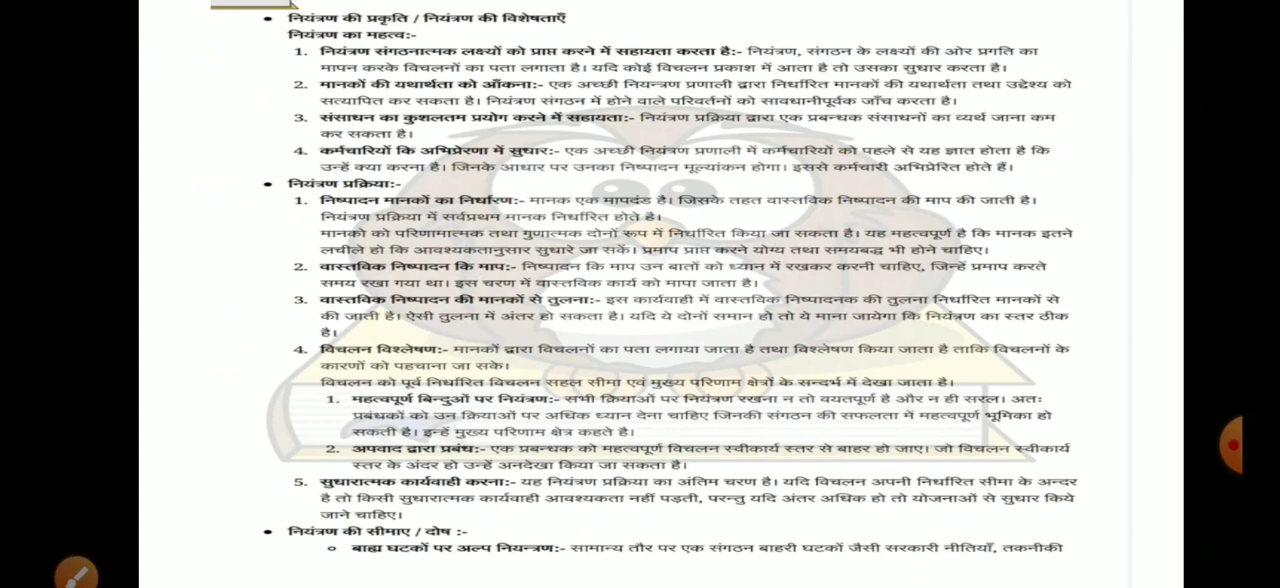 • नियंत्रण की प्रकृति / नियंत्रण की विशेषताएँ
नियंत्रण का महत्व:-
1. नियंत्रण संगठनात्मक लक्ष्यों को प्राप्त करने में सहायता करता है:- नियंत्रण, संगठन के लक्ष्यों की ओर प्रगति का
मापन करके विचलनों का पता लगाता है। यदि कोई विचलन प्रकाश में आता है तो उसका सुधार करता है।
2. मानकों की यथार्थता को आँकना:- एक अच्छी नियन्त्रण प्रणाली द्वारा निर्धारित मानकों की यथार्थता तथा उद्देश्य को
सत्यापित कर सकता है। नियंत्रण संगठन में होने वाले परिवर्तनों को सावधानीपूर्वक जाँच करता है।
3. संसाधन का कुशलतम प्रयोग करने में सहायता:- नियंत्रण प्रक्रिया द्वारा एक प्रबन्धक संसाधनों का व्यर्थ जाना कम
कर सकता है।
4. कर्मचारियों कि अभिप्रेरणा में सुधार:- एक अच्छी नियंत्रण प्रणाली में कर्मचारियों को पहले से यह ज्ञात होता है कि
उन्हें क्या करना है। जिनके आधार पर उनका निष्पादन मूल्यांकन होगा। इससे कर्मचारी अभिप्रेरित होते हैं।
• नियंत्रण प्रक्रिया:-
1. निष्पादन मानकों का निर्धारण:- मानक एक मापदंड है। जिसके तहत वास्तविक निष्पादन की माप की जाती है।
नियंत्रण प्रक्रिया में सर्वप्रथम मानक निर्धारित होते है।
मानको को परिणामात्मक तथा गुणात्मक दोनों रूप में निर्धारित किया जा सकता है। यह महत्वपूर्ण है कि मानक इतने
लचीले हो कि आवश्यकतानुसार सुधारे जा सकें। प्रमाप प्राप्त करने योग्य तथा समयबद्ध भी होने चाहिए।
2. वास्तविक निष्पादन कि माप:- निष्पादन कि माप उन बातों को ध्यान में रखकर करनी चाहिए, जिन्हें प्रमाप करते
समय रखा गया था। इस चरण में वास्तविक कार्य को मापा जाता है।
3. वास्तविक निष्पादन की मानकों से तुलना:- इस कार्यवाही में वास्तविक निष्पादनक की तुलना निर्धारित मानकों से
की जाती है। ऐसी तुलना में अंतर हो सकता है। यदि ये दोनों समान हो तो ये माना जायेगा कि नियंत्रण का स्तर ठीक
है।
4. विचलन विश्लेषण:- मानकों द्वारा विचलनों का पता लगाया जाता है तथा विश्लेषण किया जाता है ताकि विचलनों के
कारणों को पहचाना जा सके।
विचलन को पूर्व निर्धारित विचलन सहल सीमा एवं मुख्य परिणाम क्षेत्रों के सन्दर्भ में देखा जाता है।
1. महत्वपूर्ण बिन्दुओं पर नियंत्रण:- सभी क्रियाओं पर नियंत्रण रखना न तो वयतपूर्ण है और न ही सरल। अतः
प्रबंधकों को उन क्रियाओं पर अधिक ध्यान देना चाहिए जिनकी संगठन की सफलता में महत्वपूर्ण भूमिका हो
सकती है। इन्हें मुख्य परिणाम क्षेत्र कहते है।
2. अपवाद द्वारा प्रबंध:- एक प्रबन्धक को महत्वपूर्ण विचलन स्वीकार्य स्तर से बाहर हो जाए। जो विचलन स्वीकार्य
स्तर के अंदर हो उन्हें अनदेखा किया जा सकता है।
5. सुधारात्मक कार्यवाही करना:- यह नियंत्रण प्रक्रिया का अंतिम चरण है। यदि विचलन अपनी निर्धारित सीमा के अन्दर
है तो किसी सुधारात्मक कार्यवाही आवश्यकता नहीं पड़ती, परन्तु यदि अंतर अधिक हो तो योजनाओं से सुधार किये
जाने चाहिए।
• नियंत्रण की सीमाए / दोष :-
o बाह्य घटकों पर अल्प नियन्त्रण:- सामान्य तौर पर एक संगठन बाहरी घटकों जैसी सरकारी नीतियाँ, तकनीकी